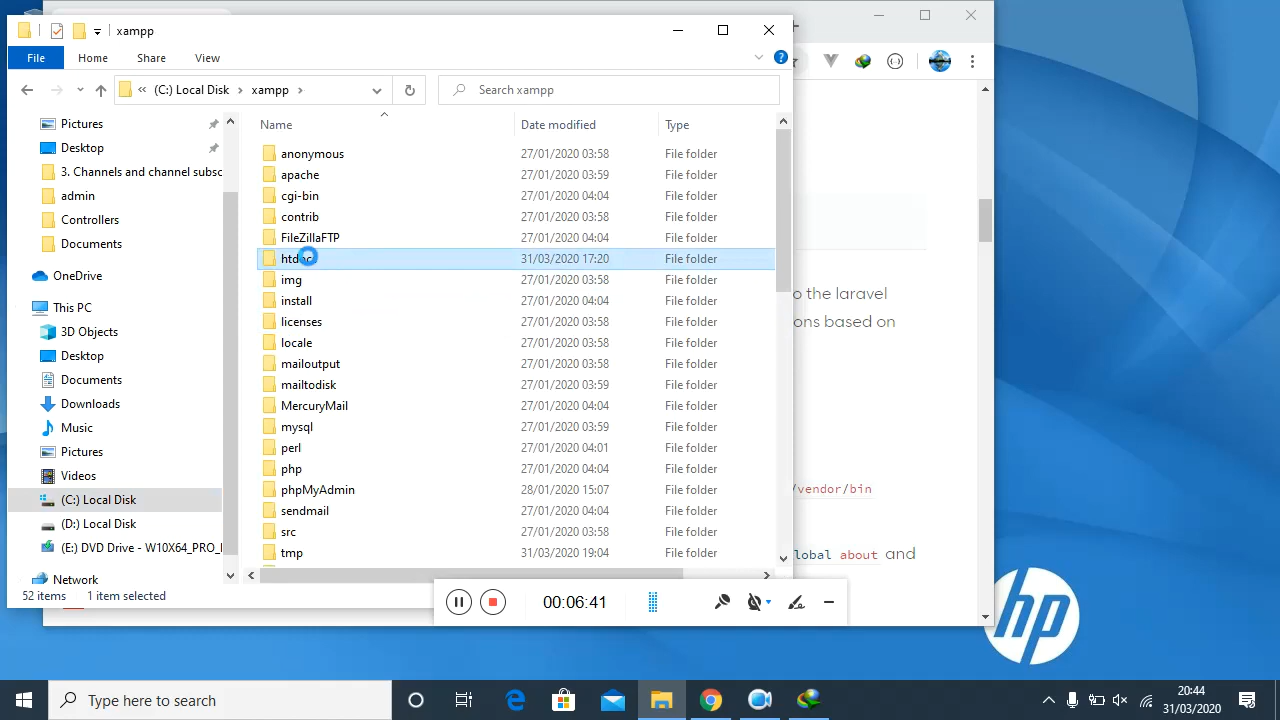 xampp
File
Home
Share
View
(C:) Local Disk
xampp
Search xampp
Name
Date modified
Type
Pictures
Desktop
3. Channels and channel subsc
admin
Controllers
Documents
OneDrive
This PC
3D Objects
Desktop
Documents
Downloads
Music
Pictures
Videos
(C:) Local Disk
(D:) Local Disk
(E:) DVD Drive - W10X64_PRO_
Network
anonymous 27/01/2020 03:58 File folder
apache 27/01/2020 03:59 File folder
cgi-bin 27/01/2020 04:04 File folder
contrib 27/01/2020 03:58 File folder
FileZillaFTP 27/01/2020 04:04 File folder
31/03/2020 17:20 File folder
img 27/01/2020 03:58 File folder
install 27/01/2020 04:04 File folder
licenses 27/01/2020 03:58 File folder
locale 27/01/2020 03:58 File folder
mailoutput 27/01/2020 03:58 File folder
mailtodisk 27/01/2020 03:59 File folder
MercuryMail 27/01/2020 04:04 File folder
mysql 27/01/2020 03:59 File folder
perl 27/01/2020 04:01 File folder
php 27/01/2020 04:04 File folder
phpMyAdmin 28/01/2020 15:07 File folder
sendmail 27/01/2020 04:04 File folder
src 27/01/2020 03:58 File folder
tmp 31/03/2020 19:04 File folder
52 items
1 item selected
o the laravel
ons based on
/vendor/bin
lobal about and
00:06:41
hp
Type here to search
20:44
31/03/2020